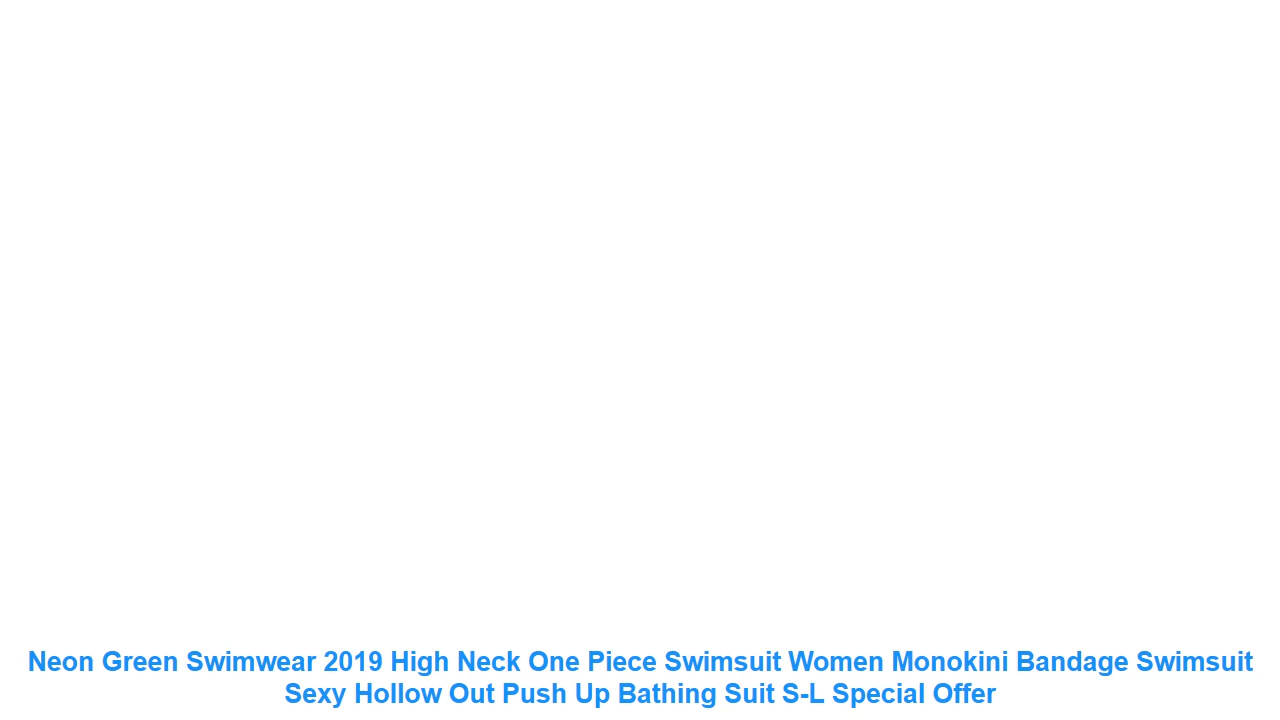 Neon Green Swimwear 2019 High Neck One Piece Swimsuit Women Monokini Bandage Swimsuit
Sexy Hollow Out Push Up Bathing Suit S-L Special Offer